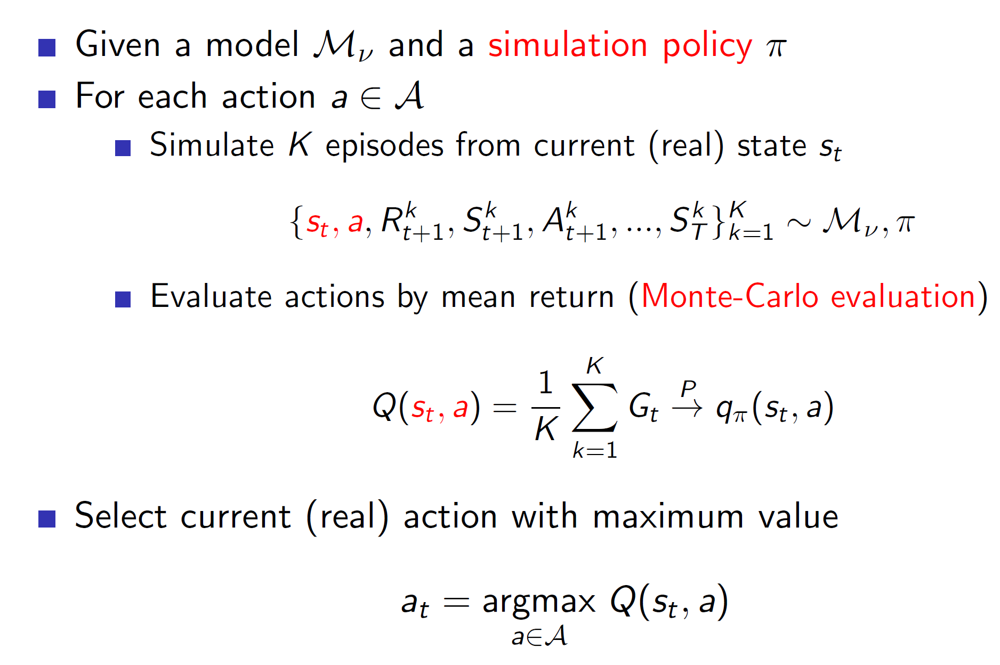 ■ Given a model $\mathcal{M}_\nu$ and a simulation policy $\pi$
■ For each action $a \in \mathcal{A}$
■ Simulate $K$ episodes from current (real) state $s_t$
$\{s_t, a, R^k_{t+1}, S^k_{t+1}, A^k_{t+1}, ..., S^k_T\}^K_{k=1} \sim \mathcal{M}_\nu, \pi$
■ Evaluate actions by mean return (Monte-Carlo evaluation)
$Q(s_t, a) = \frac{1}{K} \sum_{k=1}^{K} G_t \overset{P}{\rightarrow} q_\pi(s_t, a)$
■ Select current (real) action with maximum value
$a_t = \underset{a \in \mathcal{A}}{\text{argmax}}\ Q(s_t, a)$